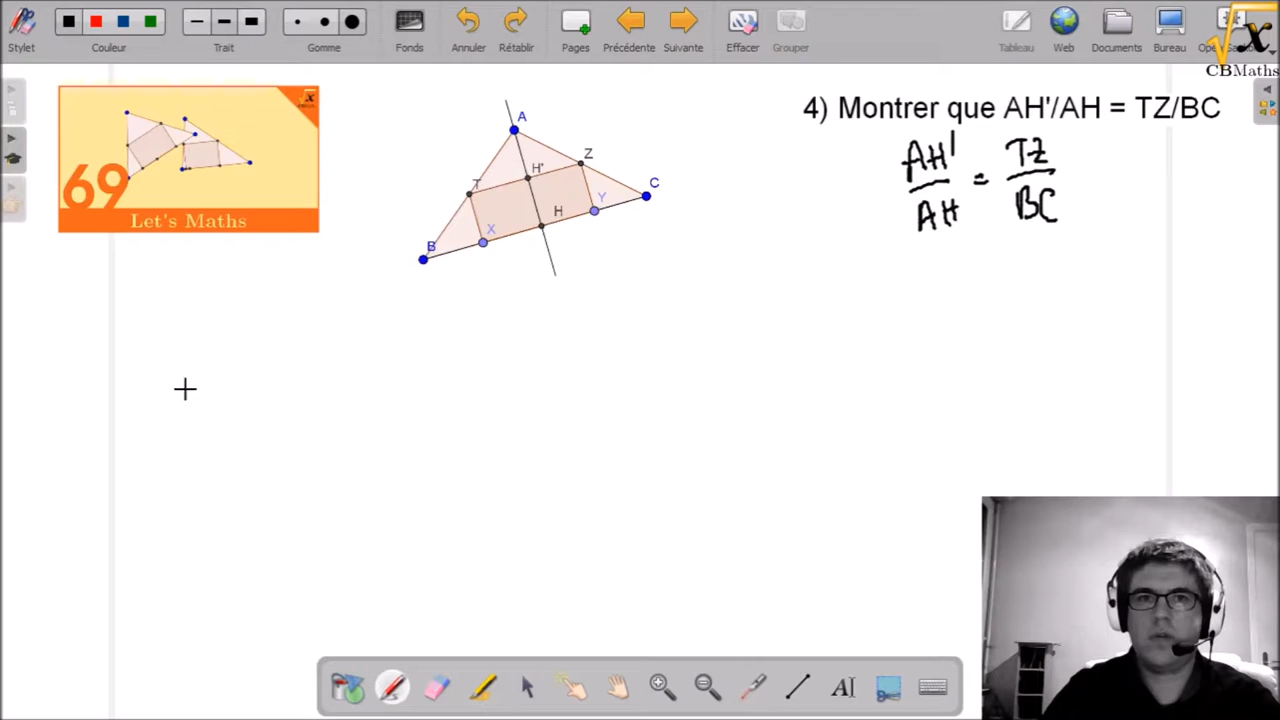 Stylet
Couleur
Trait
Gomme
Fonds
Annuler
Rétablir
Pages
Précédente
Suivante
Effacer
Grouper
Tableau
Web
Documents
Bureau
√x
CBMaths
69
Let's Maths
A
Z
H'
T
C
Y
H
X
B
4) Montrer que AH'/AH = TZ/BC
AH'/AH = TZ/BC
AI